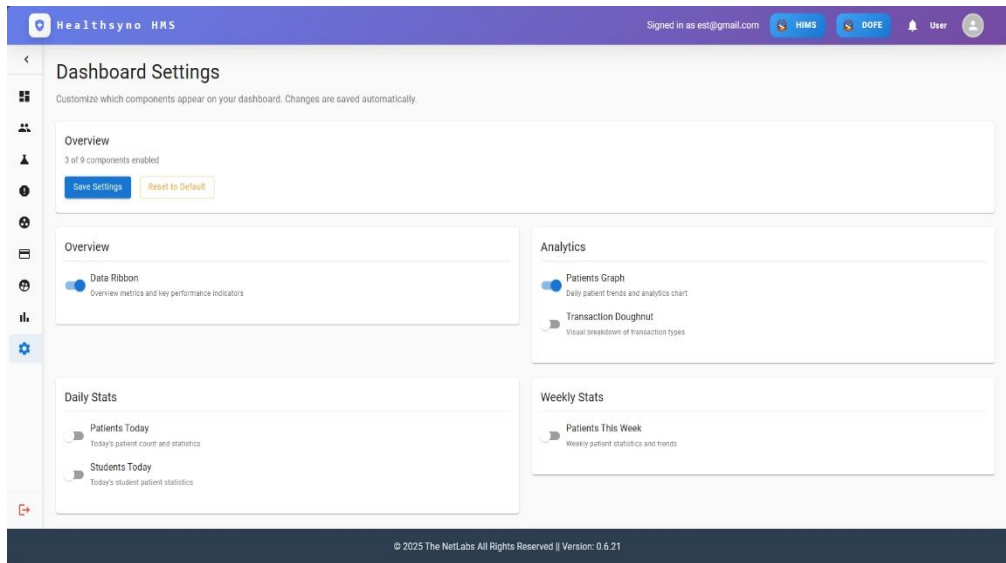 Healthsyno HMS
Signed in as est@gmail.com
HIMS
DOFE
User
Dashboard Settings
Customize which components appear on your dashboard. Changes are saved automatically.
Overview
3 of 9 components enabled
Save Settings
Reset to Default
Overview
Data Ribbon
Overview metrics and key performance indicators
Analytics
Patients Graph
Daily patient trends and analytics chart
Transaction Doughnut
Visual breakdown of transaction types
Daily Stats
Patients Today
Today's patient count and statistics
Students Today
Today's student patient statistics
Weekly Stats
Patients This Week
Weekly patient statistics and trends
© 2025 The NetLabs All Rights Reserved || Version: 0.6.21